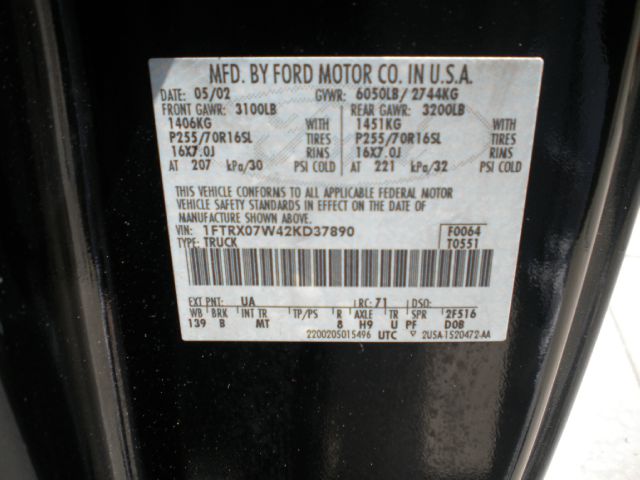 MFD. BY FORD MOTOR CO. IN U.S.A.
DATE: 05/02 GVWR: 6050LB/ 2744KG
FRONT GAWR: 3100LB REAR GAWR: 3200LB
1406KG WITH 1451KG WITH
P255/70R16SL TIRES P255/70R16SL TIRES
16X7.0J RIMS 16X7.0J RIMS
AT 207 kPa/30 PSI COLD AT 221 kPa/32 PSI COLD
THIS VEHICLE CONFORMS TO ALL APPLICABLE FEDERAL MOTOR
VEHICLE SAFETY STANDARDS IN EFFECT ON THE DATE OF
MANUFACTURE SHOWN ABOVE.
VIN: 1FTRX07W42KD37890 F0064
TYPE: TRUCK T0551
EXT PNT: UA RC: 71 DSO:
WB BRK INT TR TP/PS R AXLE TR SPR 2F516
139 B MT 8 H9 U PF DOB
2200205015496 UTC 2USA-1520472-AA